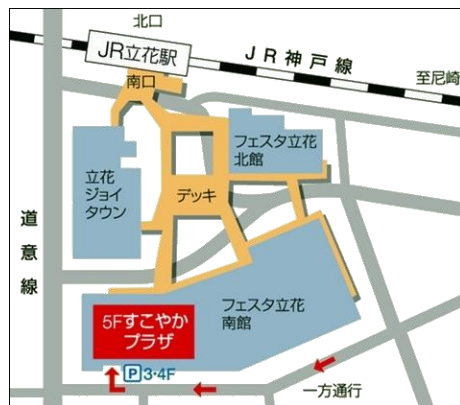 北口
JR立花駅
JR神戸線
至尼崎
南口
フェスタ立花
北館
立花
ジョイ
タウン
デッキ
道意線
フェスタ立花
南館
5Fすこやか
プラザ
P3・4F
一方通行